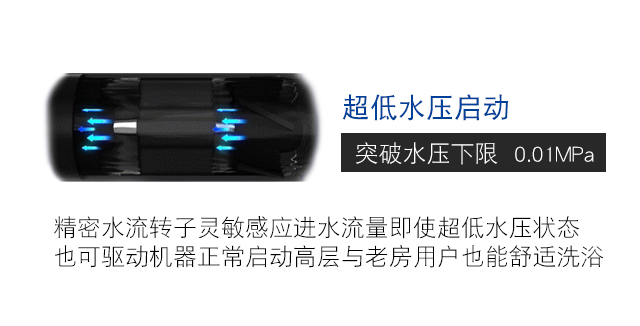 超低水压启动
突破水压下限 0.01MPa
精密水流转子灵敏感应进水流量即使超低水压状态
也可驱动机器正常启动高层与老房用户也能舒适洗浴